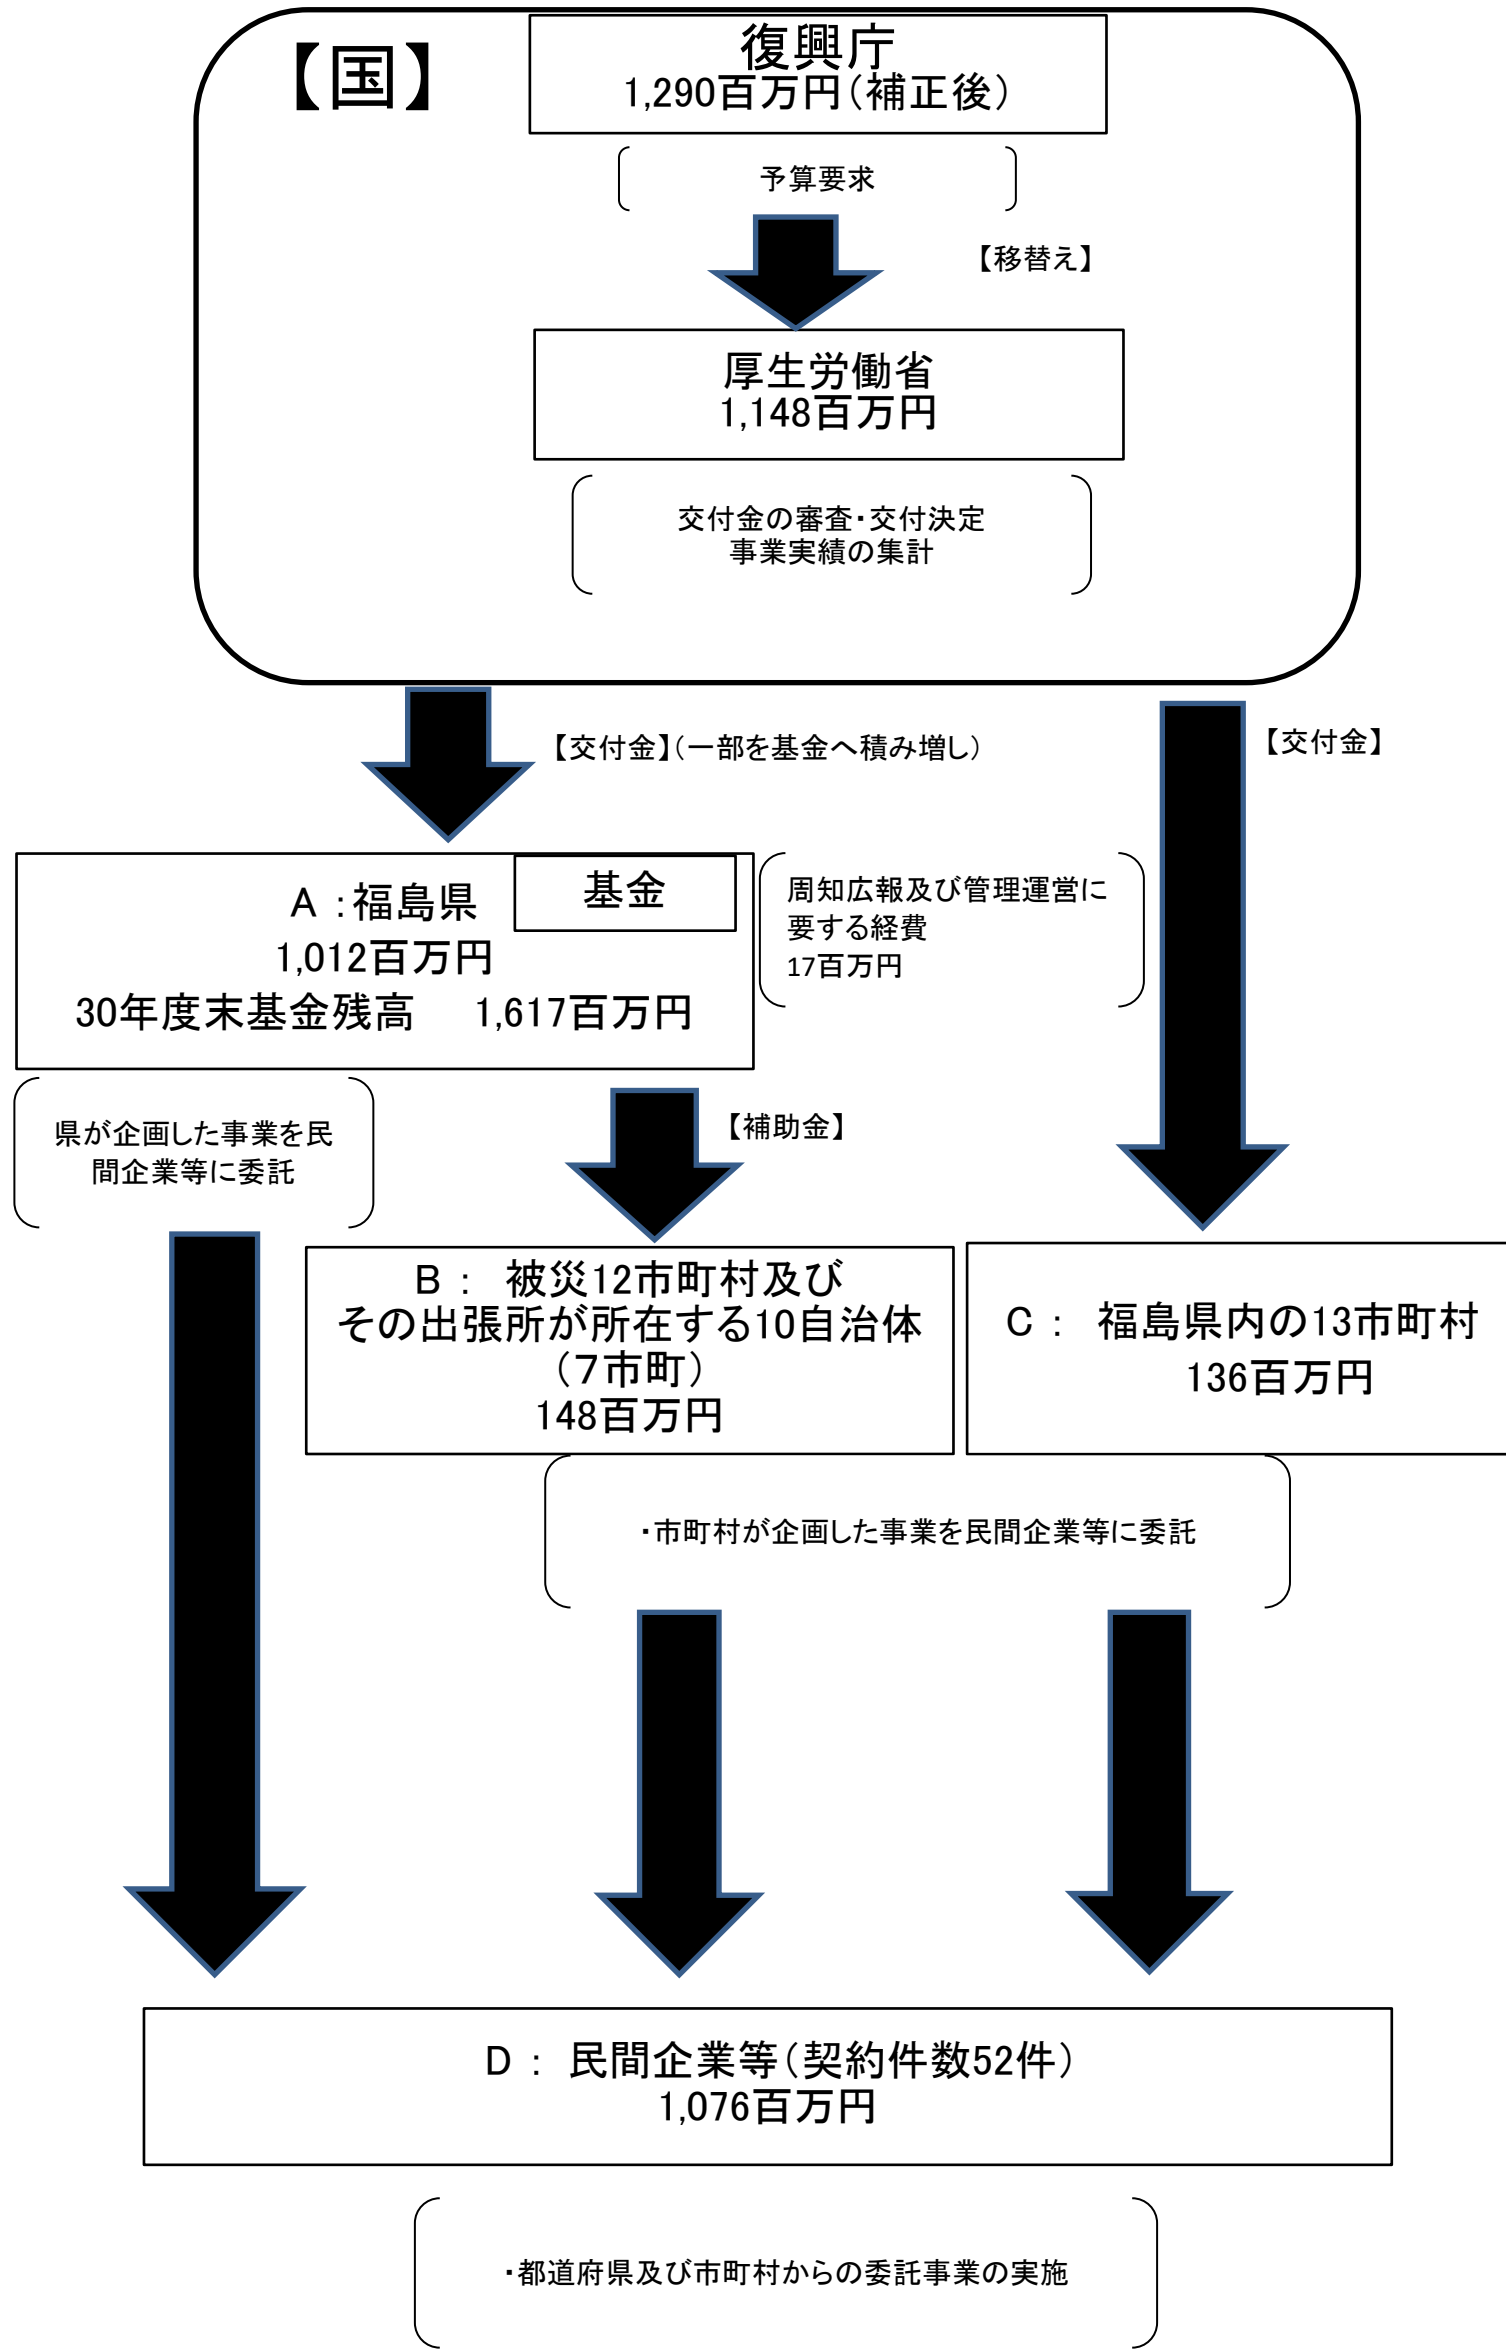 【国】
復興庁
1,290百万円（補正後）
予算要求
【移替え】
厚生労働省
1,148百万円
交付金の審査・交付決定
事業実績の集計
【交付金】（一部を基金へ積み増し）
【交付金】
A ：福島県
基金
1,012百万円
30年度末基金残高　1,617百万円
周知広報及び管理運営に
要する経費
17百万円
県が企画した事業を民
間企業等に委託
【補助金】
B ：　被災12市町村及び
その出張所が所在する10自治体
（７市町）
148百万円
C ：　福島県内の13市町村
136百万円
・市町村が企画した事業を民間企業等に委託
D ： 民間企業等（契約件数52件）
1,076百万円
・都道府県及び市町村からの委託事業の実施